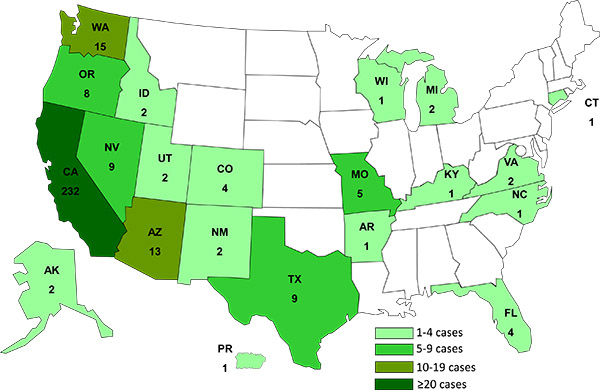 WA
15
OR
8
ID
2
WI
1
MI
2
CT
1
NV
9
UT
2
CO
4
CA
232
MO
5
KY
1
VA
2
NC
1
AZ
13
NM
2
AR
1
AK
2
TX
9
FL
4
PR
1
1-4 cases
5-9 cases
10-19 cases
≥20 cases